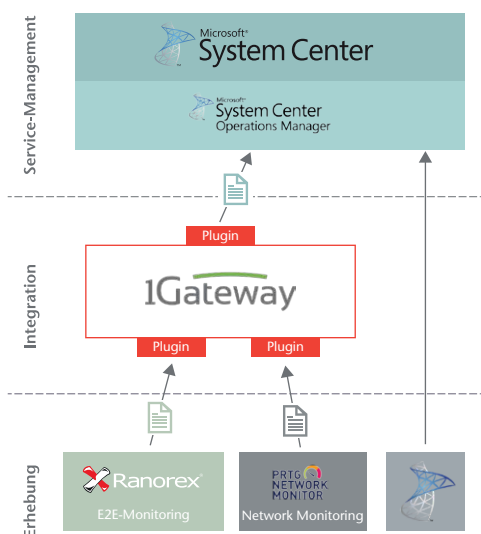 Service-Management
Microsoft®
System Center
Microsoft®
System Center
Operations Manager
Integration
Plugin
1Gateway
Plugin
Plugin
Erhebung
Ranorex®
E2E-Monitoring
PRTG
NETWORK
MONITOR
Network Monitoring